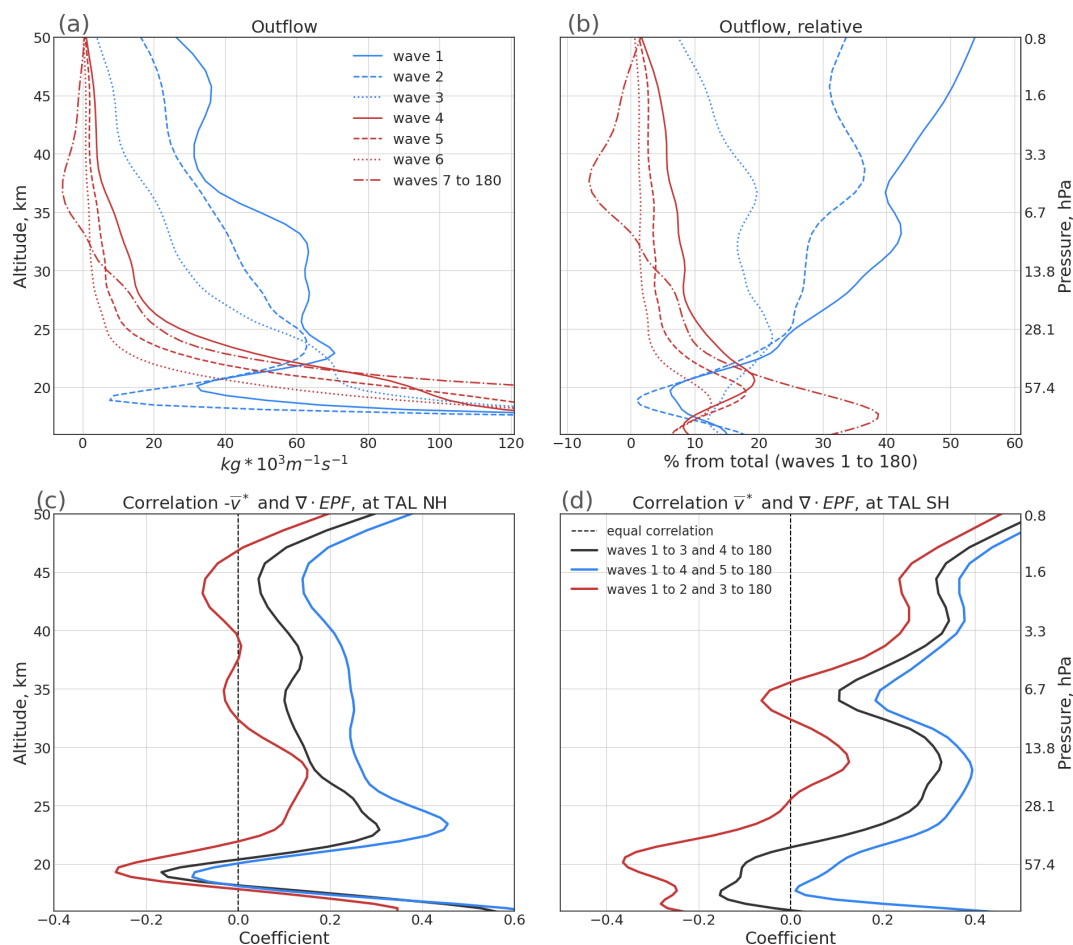 (a)
Outflow
50
45
40
35
30
25
20
Altitude, km
0
20
40
60
80
100
120
kg * 10³m⁻¹s⁻¹
wave 1
wave 2
wave 3
wave 4
wave 5
wave 6
waves 7 to 180
(b)
Outflow, relative
0.8
1.6
3.3
6.7
13.8
28.1
57.4
Pressure, hPa
−10
0
10
20
30
40
50
60
% from total (waves 1 to 180)
(c)
Correlation -v̅* and ∇ · EPF, at TAL NH
50
45
40
35
30
25
20
Altitude, km
−0.4
−0.2
0.0
0.2
0.4
0.6
Coefficient
(d)
Correlation v̅* and ∇ · EPF, at TAL SH
equal correlation
waves 1 to 3 and 4 to 180
waves 1 to 4 and 5 to 180
waves 1 to 2 and 3 to 180
0.8
1.6
3.3
6.7
13.8
28.1
57.4
Pressure, hPa
−0.4
−0.2
0.0
0.2
0.4
Coefficient